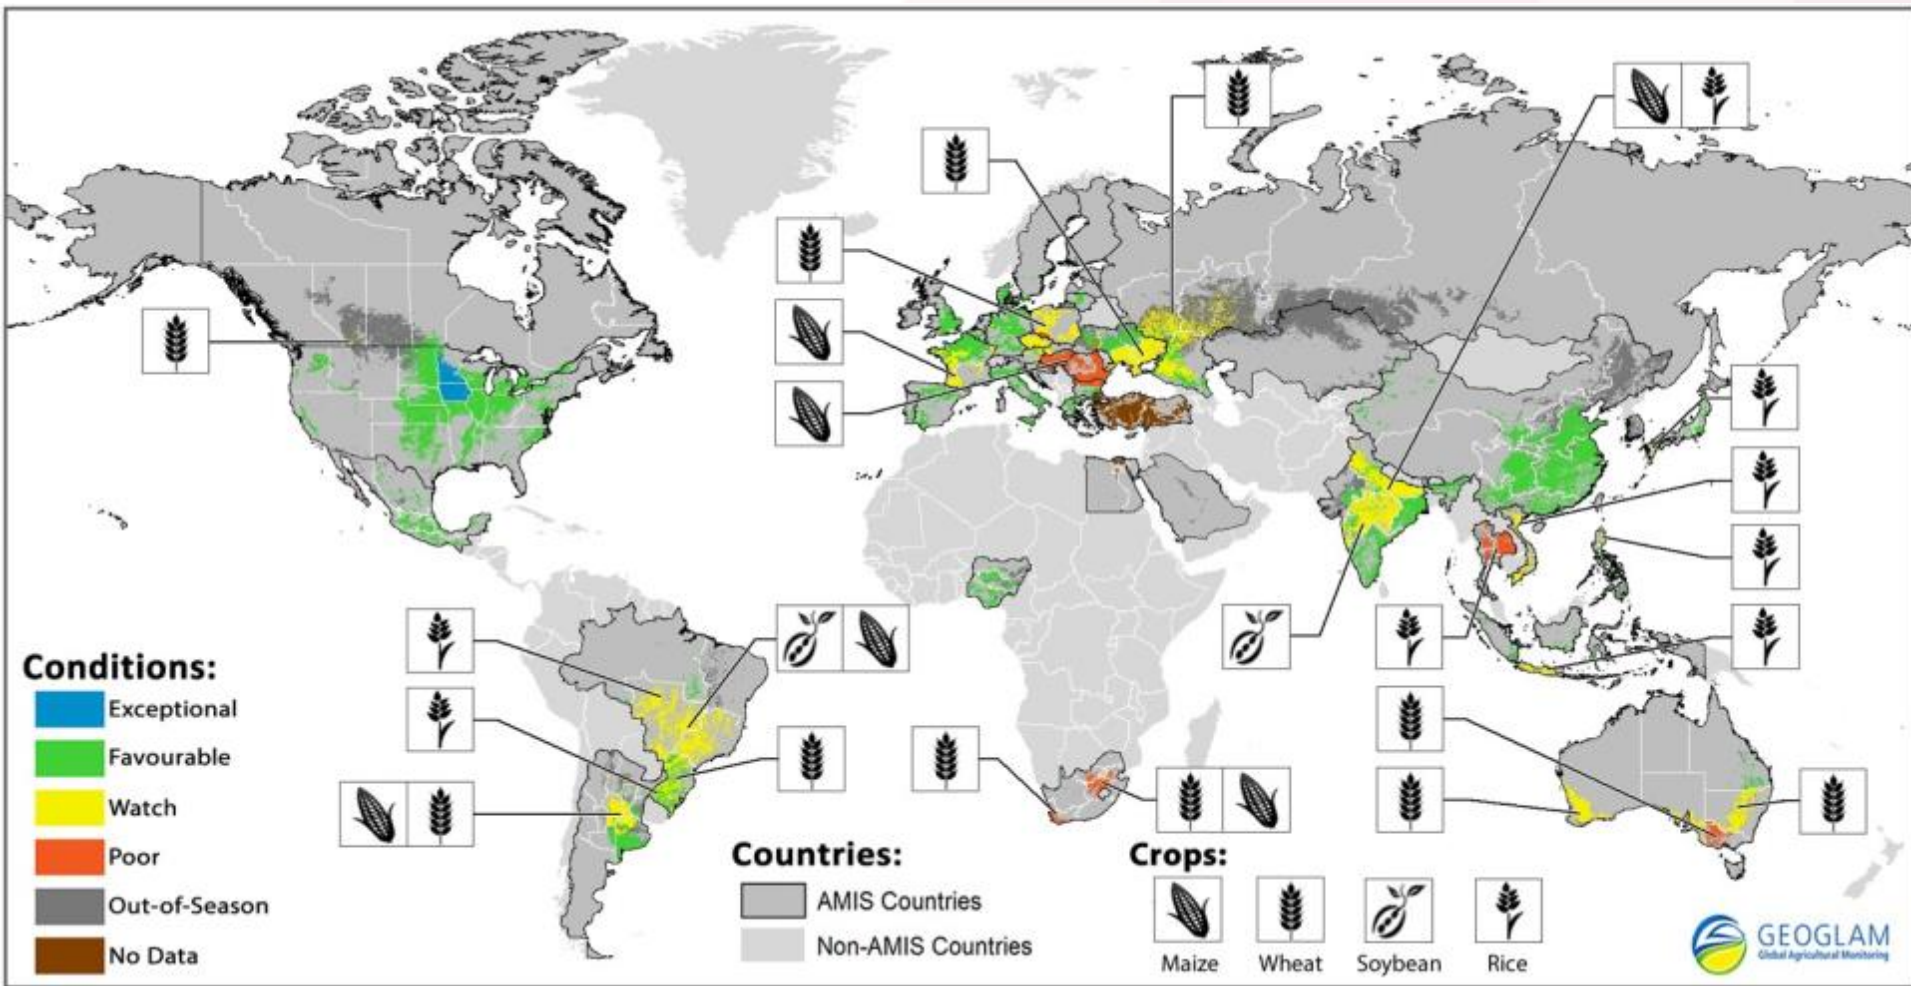 Conditions:
Exceptional
Favourable
Watch
Poor
Out-of-Season
No Data
Countries:
AMIS Countries
Non-AMIS Countries
Crops:
Maize
Wheat
Soybean
Rice
GEOGLAM
Global Agricultural Monitoring